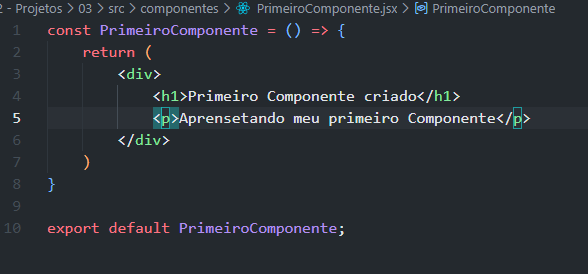 2 - Projetos > 03 > src > componentes > PrimeiroComponente.jsx > PrimeiroComponente
1 const PrimeiroComponente = () => {
2     return (
3         <div>
4             <h1>Primeiro Componente criado</h1>
5             <p>Aprensetando meu primeiro Componente</p>
6         </div>
7     )
8 }
9
10 export default PrimeiroComponente;